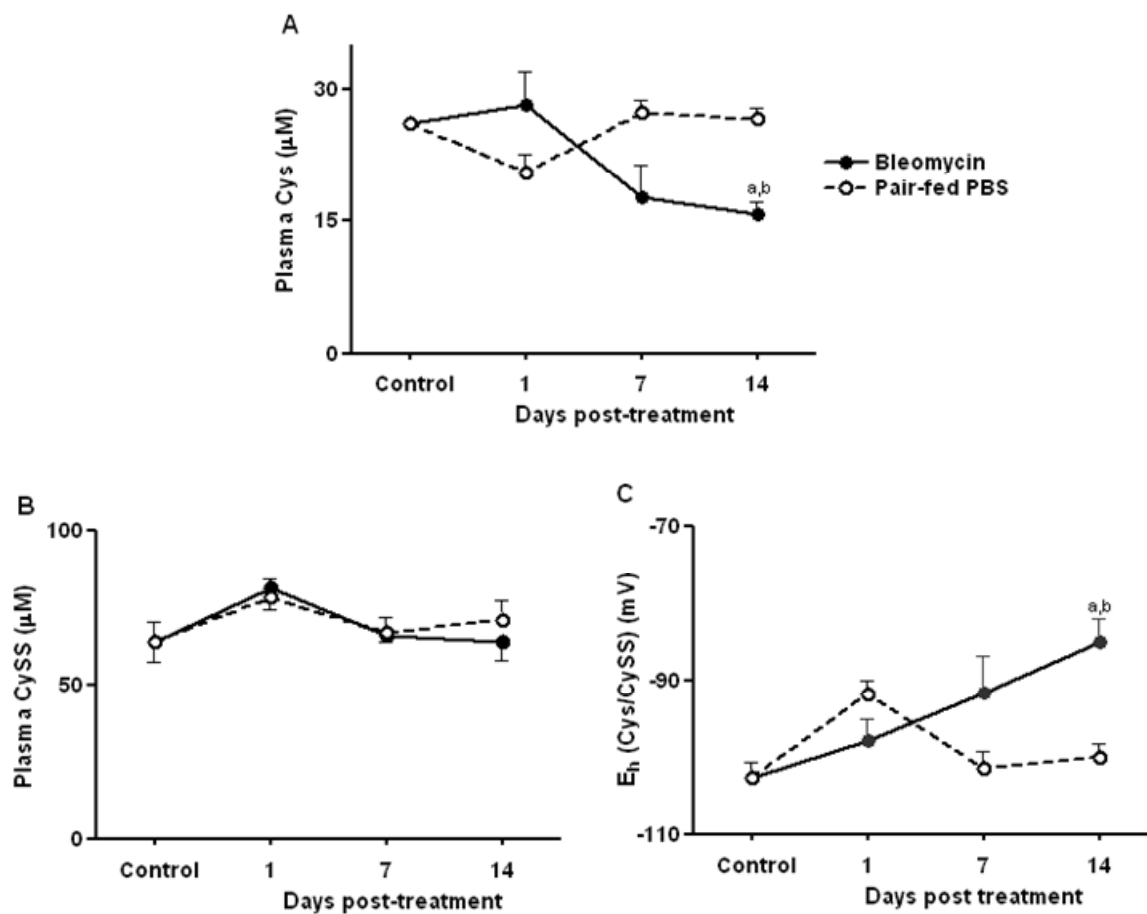 A
Plasma Cys (µM)
30
15
0
a,b
Control 1 7 14
Days post-treatment
Bleomycin
Pair-fed PBS
B
Plasma CySS (µM)
100
50
0
Control 1 7 14
Days post-treatment
C
Eh (Cys/CySS) (mV)
-70
-90
-110
a,b
Control 1 7 14
Days post treatment